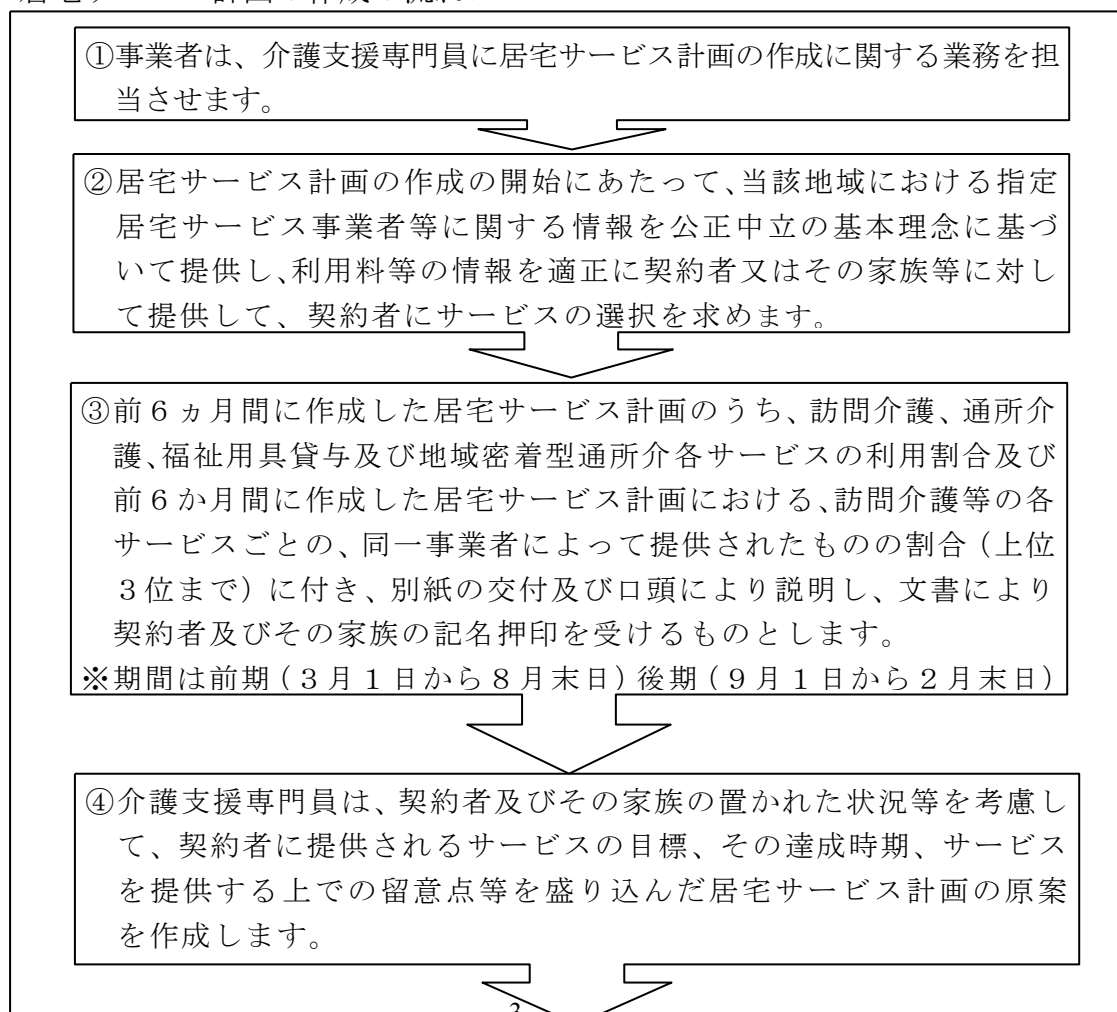 ①事業者は、介護支援専門員に居宅サービス計画の作成に関する業務を担
当させます。
②居宅サービス計画の作成の開始にあたって、当該地域における指定
居宅サービス事業者等に関する情報を公正中立の基本理念に基づ
いて提供し、利用料等の情報を適正に契約者又はその家族等に対し
て提供して、契約者にサービスの選択を求めます。
③前６ヵ月間に作成した居宅サービス計画のうち、訪問介護、通所介
護、福祉用具貸与及び地域密着型通所介各サービスの利用割合及び
前６か月間に作成した居宅サービス計画における、訪問介護等の各
サービスごとの、同一事業者によって提供されたものの割合（上位
３位まで）に付き、別紙の交付及び口頭により説明し、文書により
契約者及びその家族の記名押印を受けるものとします。
※期間は前期（３月１日から８月末日）後期（９月１日から２月末日）
④介護支援専門員は、契約者及びその家族の置かれた状況等を考慮し
て、契約者に提供されるサービスの目標、その達成時期、サービス
を提供する上での留意点等を盛り込んだ居宅サービス計画の原案
を作成します。